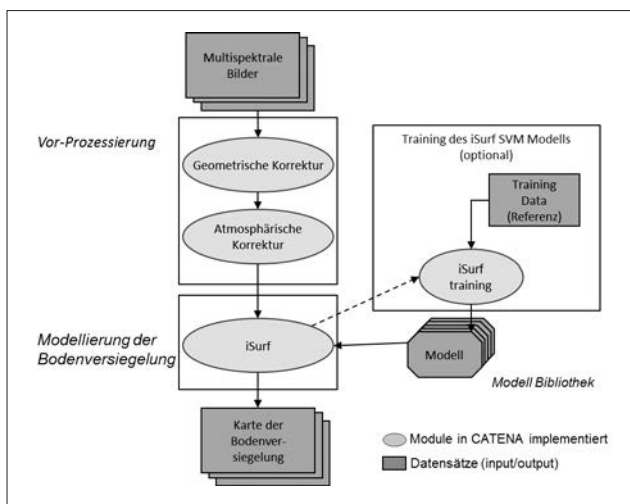 Multispektrale
Bilder
Vor-Prozessierung
Geometrische Korrektur
Atmosphärische
Korrektur
Training des iSurf SVM Modells
(optional)
Training
Data
(Referenz)
iSurf
training
Modellierung der
Bodenversiegelung
iSurf
Modell
Modell Bibliothek
Karte der
Bodenver-
siegelung
Module in CATENA implementiert
Datensätze (input/output)